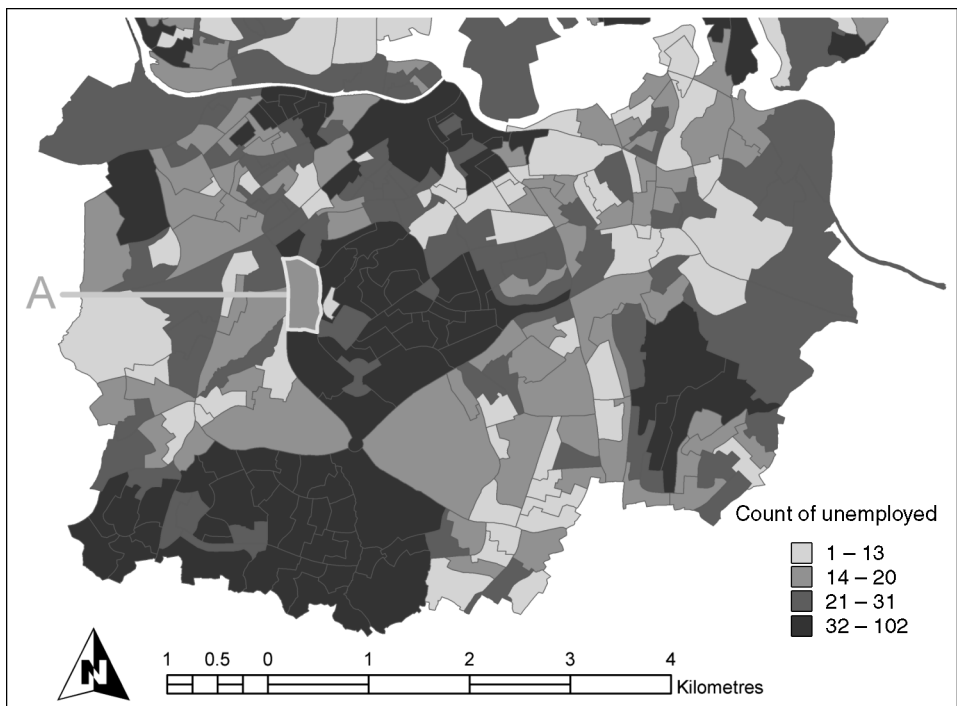 A
Count of unemployed
1 – 13
14 – 20
21 – 31
32 – 102
N
1 0.5 0 1 2 3 4
Kilometres